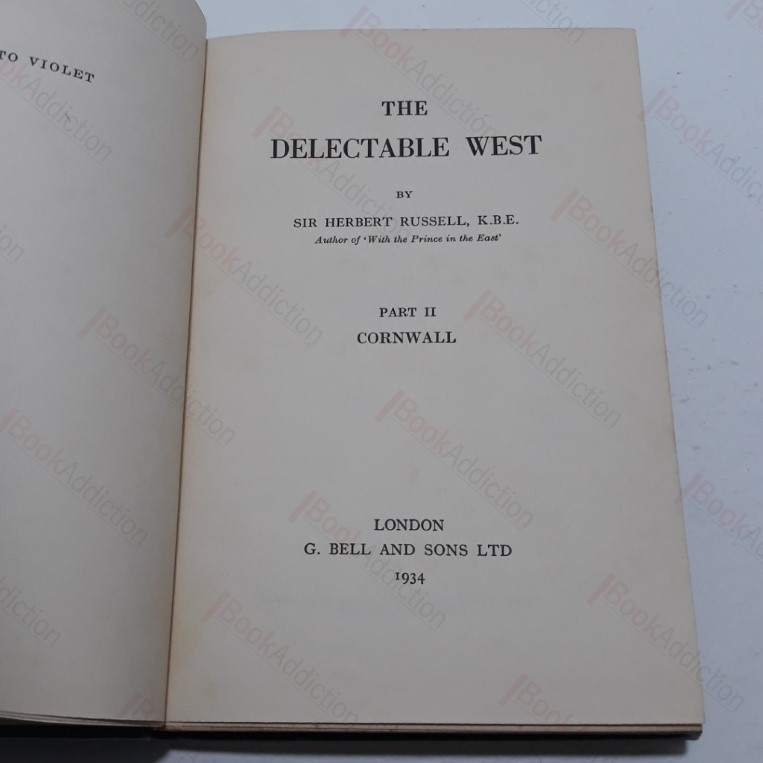 TO VIOLET
THE
DELECTABLE WEST
BY
SIR HERBERT RUSSELL, K.B.E.
Author of 'With the Prince in the East'
PART II
CORNWALL
LONDON
G. BELL AND SONS LTD
1934
BookAddiction